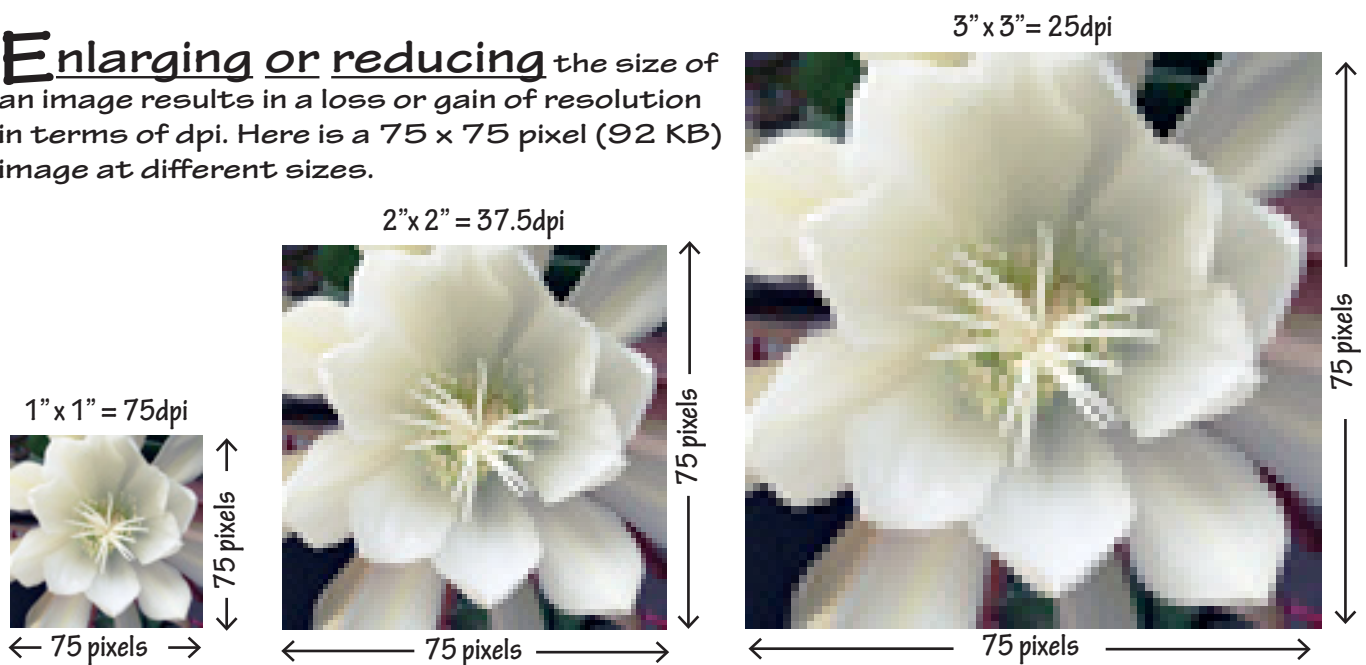 Enlarging or reducing the size of
an image results in a loss or gain of resolution
in terms of dpi. Here is a 75 x 75 pixel (92 KB)
image at different sizes.
1”x 1” = 75dpi
75 pixels
75 pixels
2”x 2” = 37.5dpi
75 pixels
75 pixels
3”x 3”= 25dpi
75 pixels
75 pixels